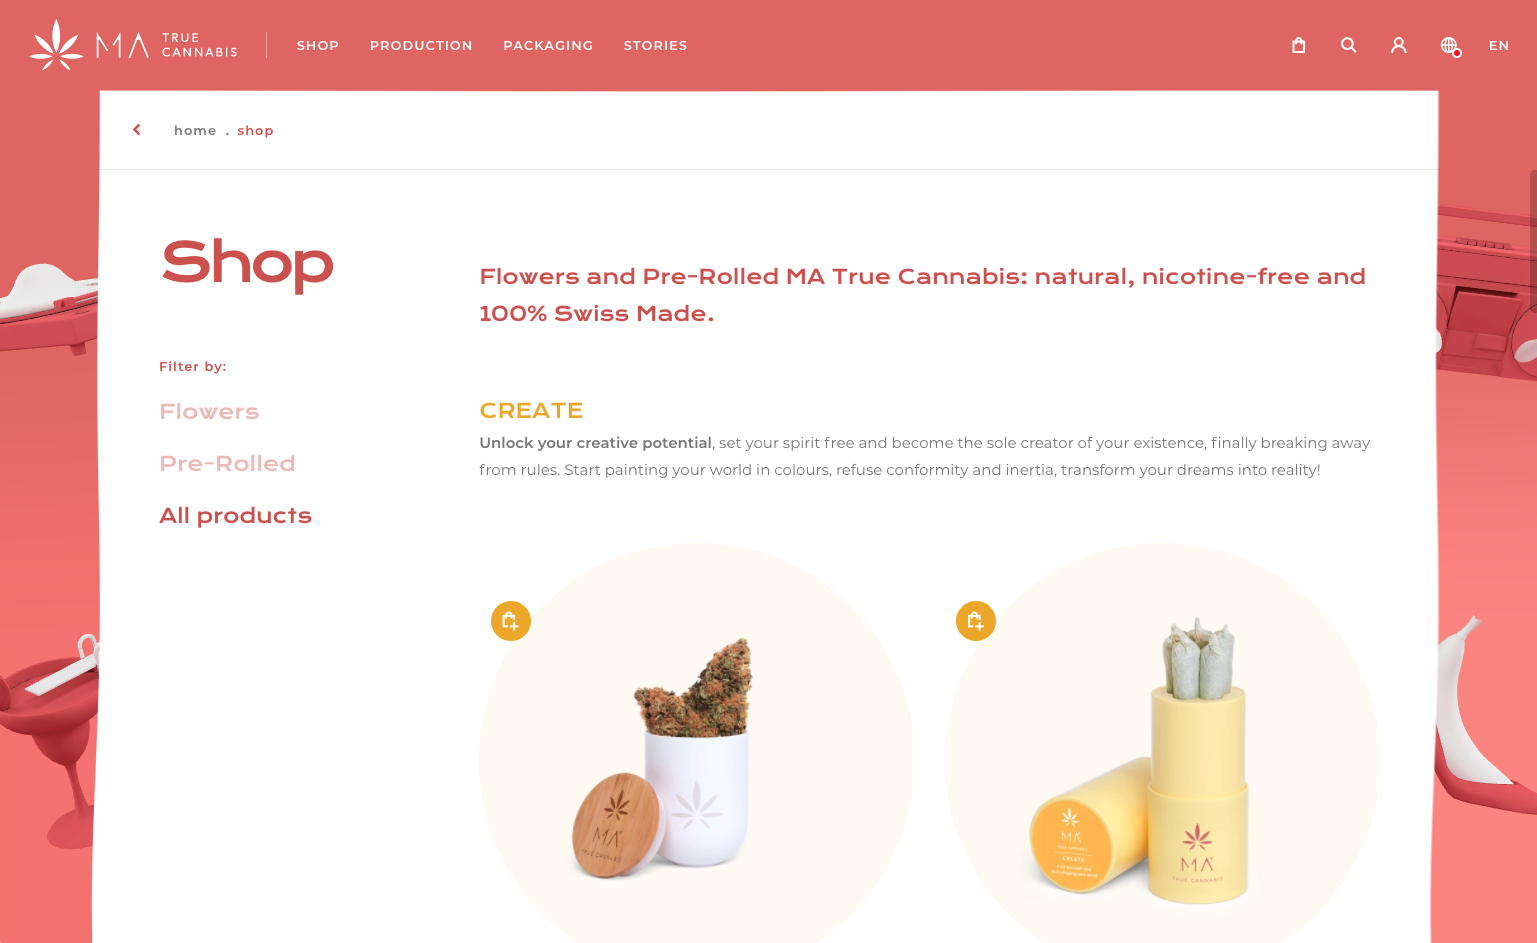 MA TRUE
CANNABIS
SHOP
PRODUCTION
PACKAGING
STORIES
EN
home . shop
Shop
Flowers and Pre-Rolled MA True Cannabis: natural, nicotine-free and
100% Swiss Made.
Filter by:
Flowers
Pre-Rolled
All products
CREATE
Unlock your creative potential, set your spirit free and become the sole creator of your existence, finally breaking away
from rules. Start painting your world in colours, refuse conformity and inertia, transform your dreams into reality!
MA
TRUE CANNABIS
MA
TRUE CANNABIS
CREATE
MA
TRUE CANNABIS